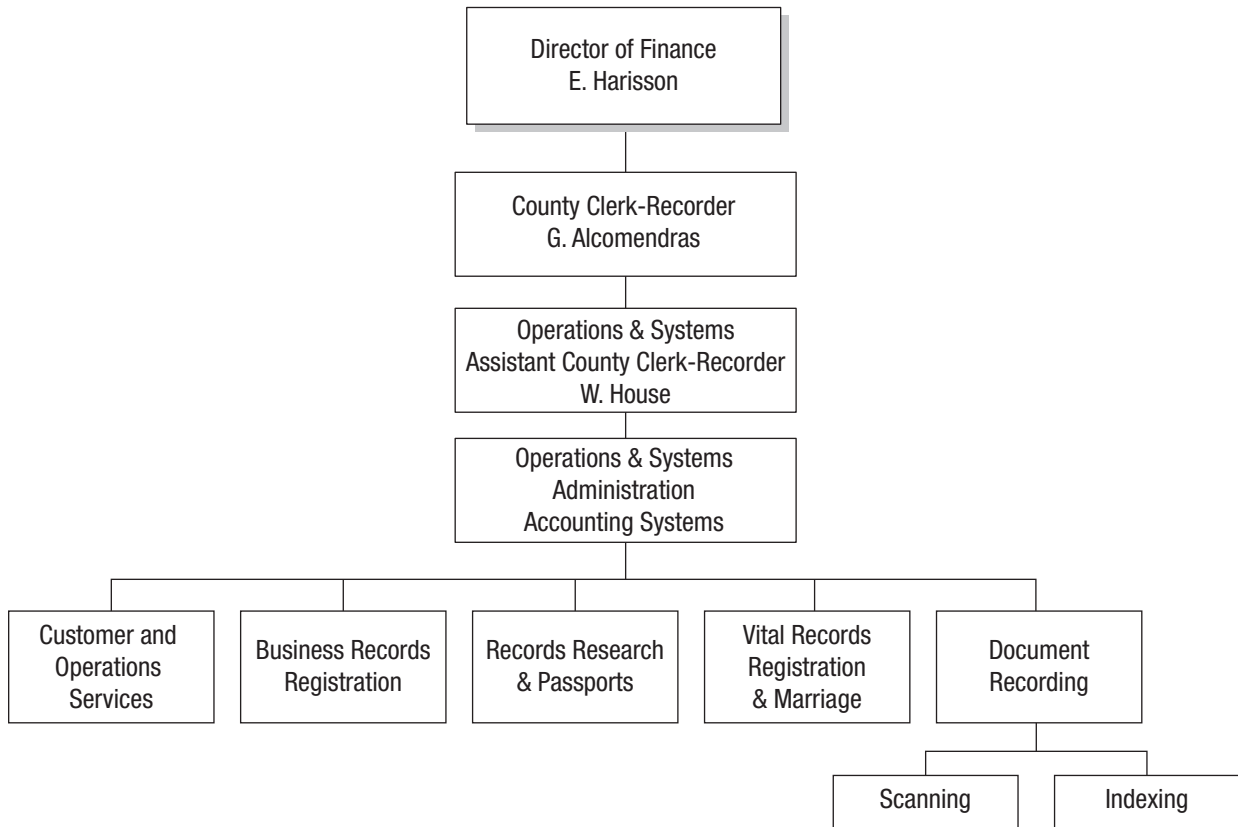 Director of Finance
E. Harisson
County Clerk-Recorder
G. Alcomendras
Operations & Systems
Assistant County Clerk-Recorder
W. House
Operations & Systems
Administration
Accounting Systems
Customer and
Operations
Services
Business Records
Registration
Records Research
& Passports
Vital Records
Registration
& Marriage
Document
Recording
Scanning
Indexing